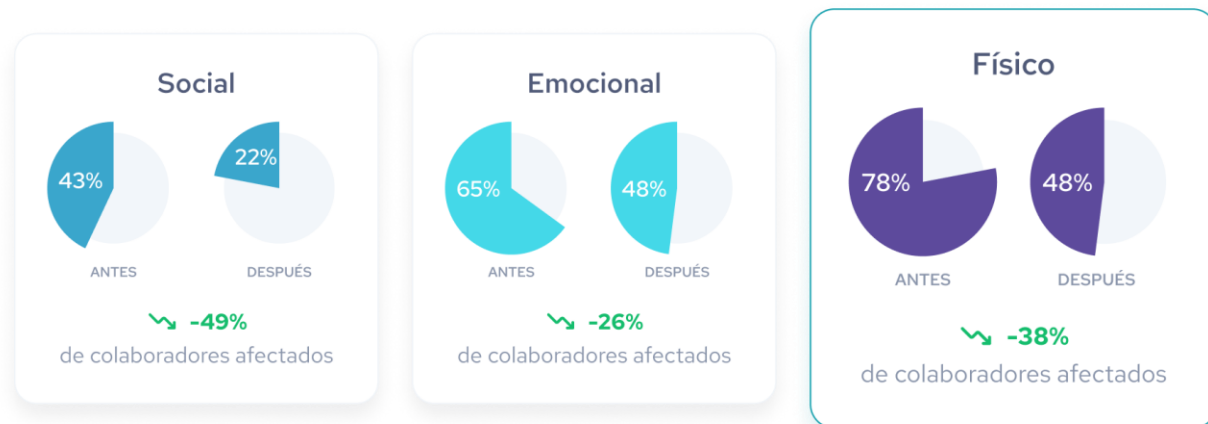 Social
43%
22%
ANTES
DESPUÉS
-49%
de colaboradores afectados
Emocional
65%
48%
ANTES
DESPUÉS
-26%
de colaboradores afectados
Físico
78%
48%
ANTES
DESPUÉS
-38%
de colaboradores afectados